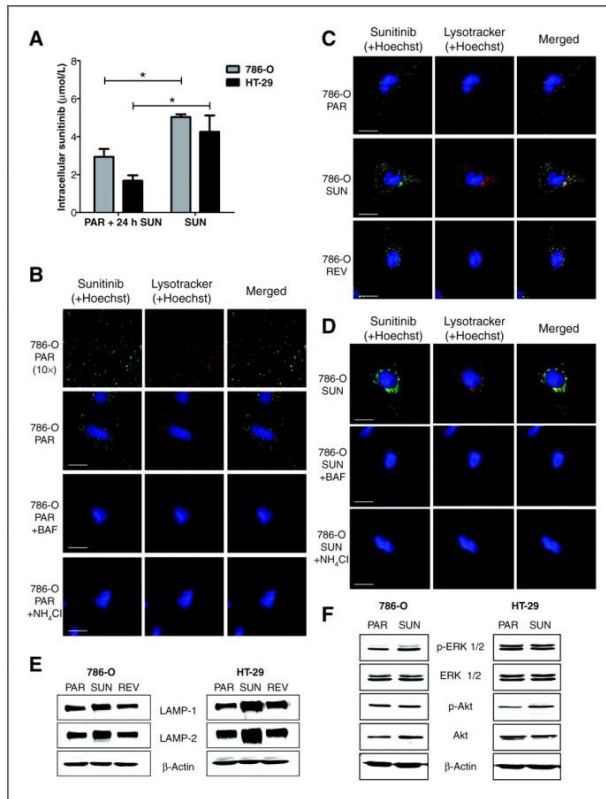 A
Intracellular sunitinib (μmol/L)
8
6
4
2
0
*
*
786-O
HT-29
PAR + 24 h SUN
SUN
B
Sunitinib
(+Hoechst)
Lysotracker
(+Hoechst)
Merged
786-O
PAR
(10×)
786-O
PAR
786-O
PAR
+BAF
786-O
PAR
+NH₄Cl
C
Sunitinib
(+Hoechst)
Lysotracker
(+Hoechst)
Merged
786-O
PAR
786-O
SUN
786-O
REV
D
Sunitinib
(+Hoechst)
Lysotracker
(+Hoechst)
Merged
786-O
SUN
786-O
SUN
+BAF
786-O
SUN
+NH₄Cl
E
786-O
HT-29
PAR SUN REV
PAR SUN REV
LAMP-1
LAMP-2
β-Actin
F
786-O
HT-29
PAR SUN
PAR SUN
p-ERK 1/2
ERK 1/2
p-Akt
Akt
β-Actin